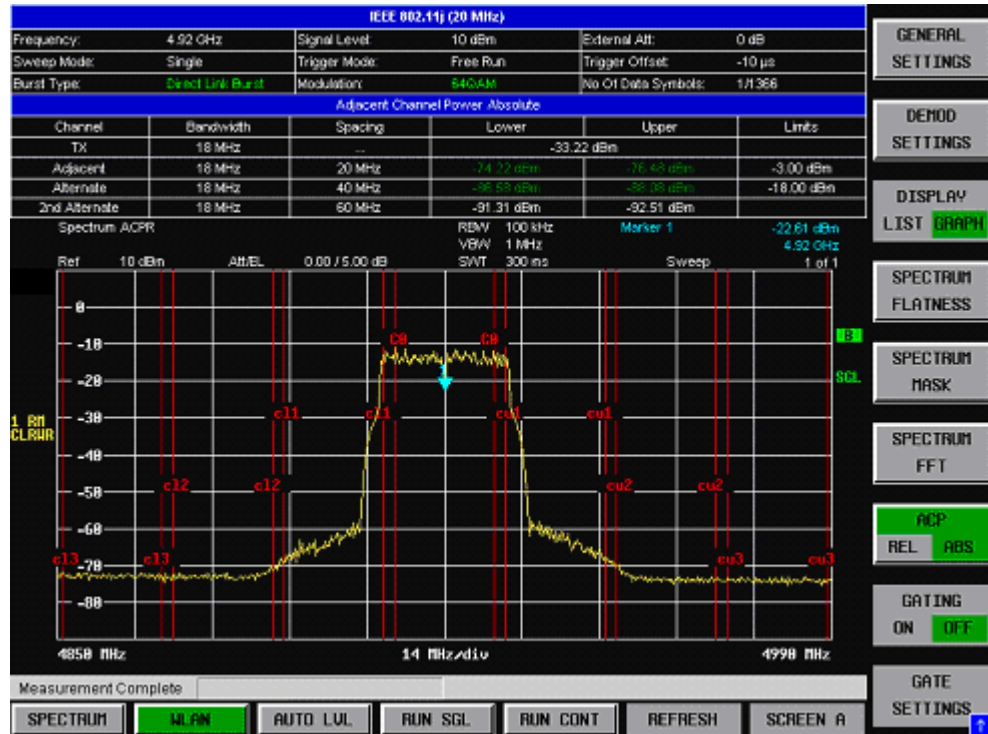 IEEE 802.11j (20 MHz)
Frequency: 4.92 GHz Signal Level: 10 dBm External Att: 0 dB
Sweep Mode: Single Trigger Mode: Free Run Trigger Offset: -10 µs
Burst Type: Direct Link Burst Modulation: 64QAM No Of Data Symbols: 1/1366
Adjacent Channel Power Absolute
Channel Bandwidth Spacing Lower Upper Limits
TX 18 MHz -- -33.22 dBm
Adjacent 18 MHz 20 MHz -74.22 dBm -76.48 dBm -3.00 dBm
Alternate 18 MHz 40 MHz -86.58 dBm -88.08 dBm -18.00 dBm
2nd Alternate 18 MHz 60 MHz -91.31 dBm -92.51 dBm
Spectrum ACPR RBW 100 kHz Marker 1 -22.61 dBm
VBW 1 MHz 4.92 GHz
Ref 10 dBm Att/EL 0.00 / 5.00 dB SWT 300 ms Sweep 1 of 1
0
-10
-20
-30
-40
-50
-60
-70
-80
C0 C0
cl1 cl1 cu1 cu1
cl2 cl2 cu2 cu2
cl3 cl3 cu3 cu3
1 RM
CLRWR
B
SGL
4850 MHz 14 MHz/div 4990 MHz
Measurement Complete
SPECTRUM WLAN AUTO LVL RUN SGL RUN CONT REFRESH SCREEN A
GENERAL
SETTINGS
DEMOD
SETTINGS
DISPLAY
LIST GRAPH
SPECTRUM
FLATNESS
SPECTRUM
MASK
SPECTRUM
FFT
ACP
REL ABS
GATING
ON OFF
GATE
SETTINGS